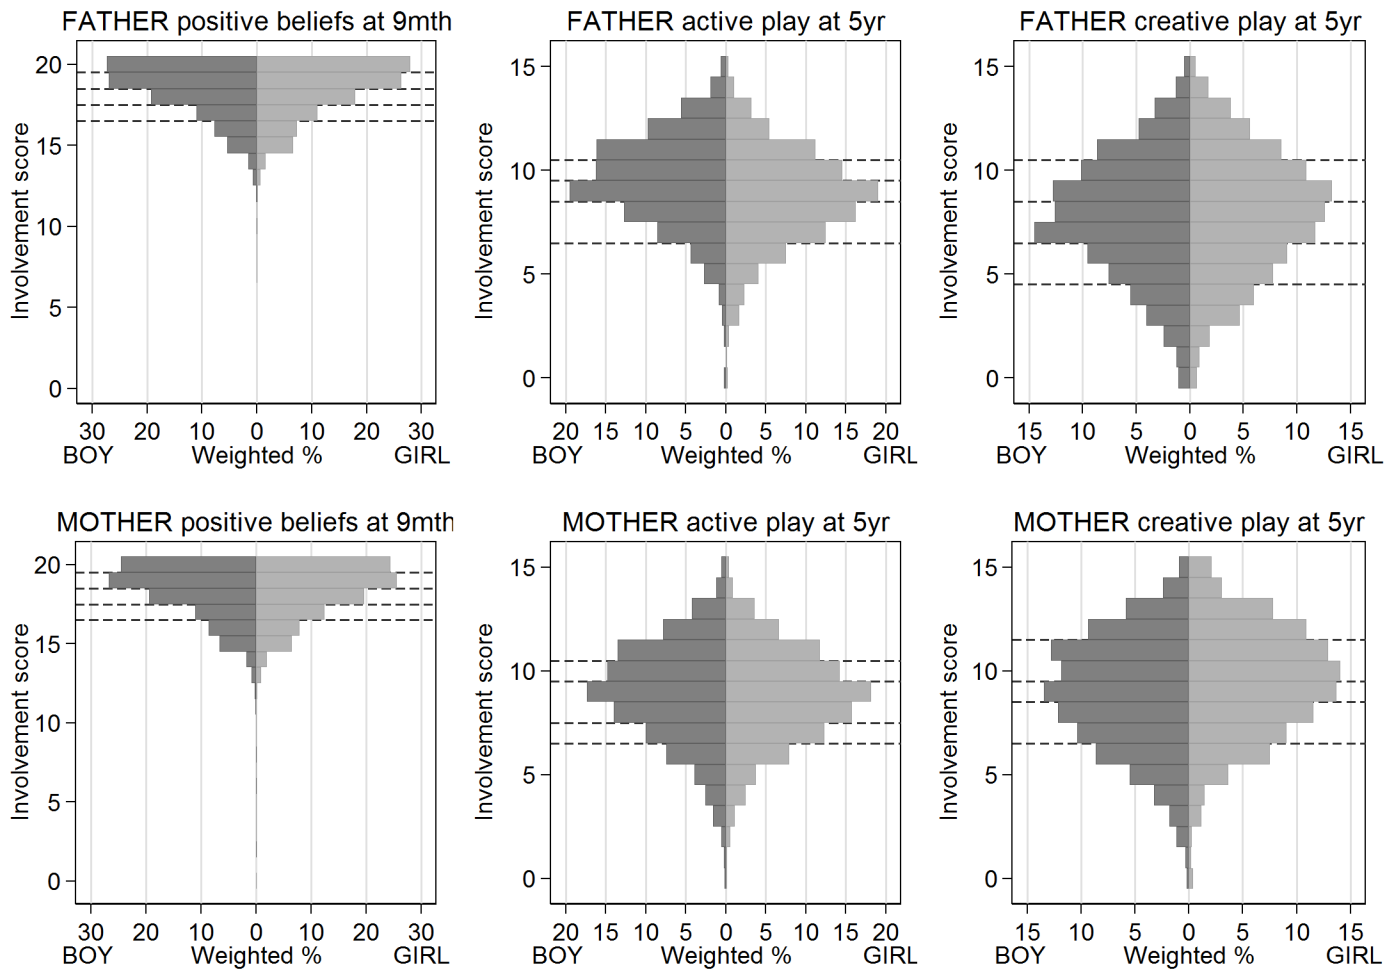 FATHER positive beliefs at 9mth
Involvement score
20
15
10
5
0
30 20 10 0 10 20 30
BOY Weighted % GIRL
FATHER active play at 5yr
Involvement score
15
10
5
0
20 15 10 5 0 5 10 15 20
BOY Weighted % GIRL
FATHER creative play at 5yr
Involvement score
15
10
5
0
15 10 5 0 5 10 15
BOY Weighted % GIRL
MOTHER positive beliefs at 9mth
Involvement score
20
15
10
5
0
30 20 10 0 10 20 30
BOY Weighted % GIRL
MOTHER active play at 5yr
Involvement score
15
10
5
0
20 15 10 5 0 5 10 15 20
BOY Weighted % GIRL
MOTHER creative play at 5yr
Involvement score
15
10
5
0
15 10 5 0 5 10 15
BOY Weighted % GIRL